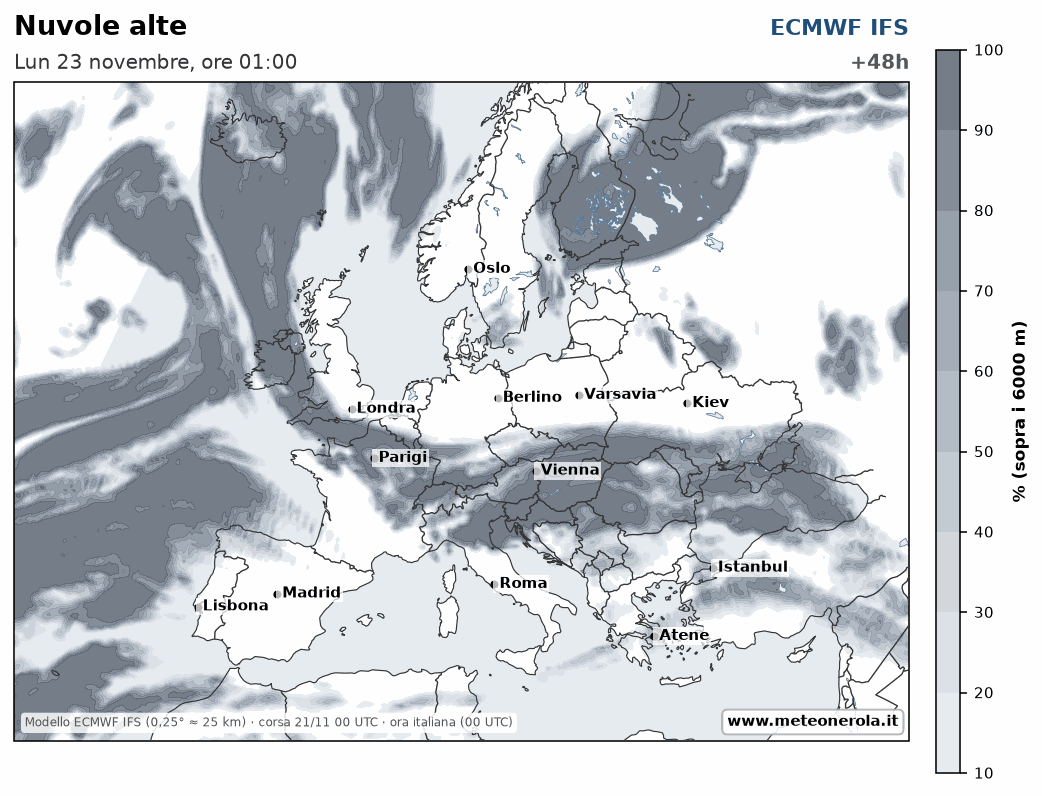 Nuvole alte
ECMWF IFS
Lun 23 novembre, ore 01:00
+48h
Oslo
Londra
Berlino
Varsavia
Kiev
Parigi
Vienna
Istanbul
Roma
Madrid
Lisbona
Atene
Modello ECMWF IFS (0,25° ≈ 25 km) · corsa 21/11 00 UTC · ora italiana (00 UTC)
www.meteonerola.it
100
90
80
70
60
50
40
30
20
10
% (sopra i 6000 m)